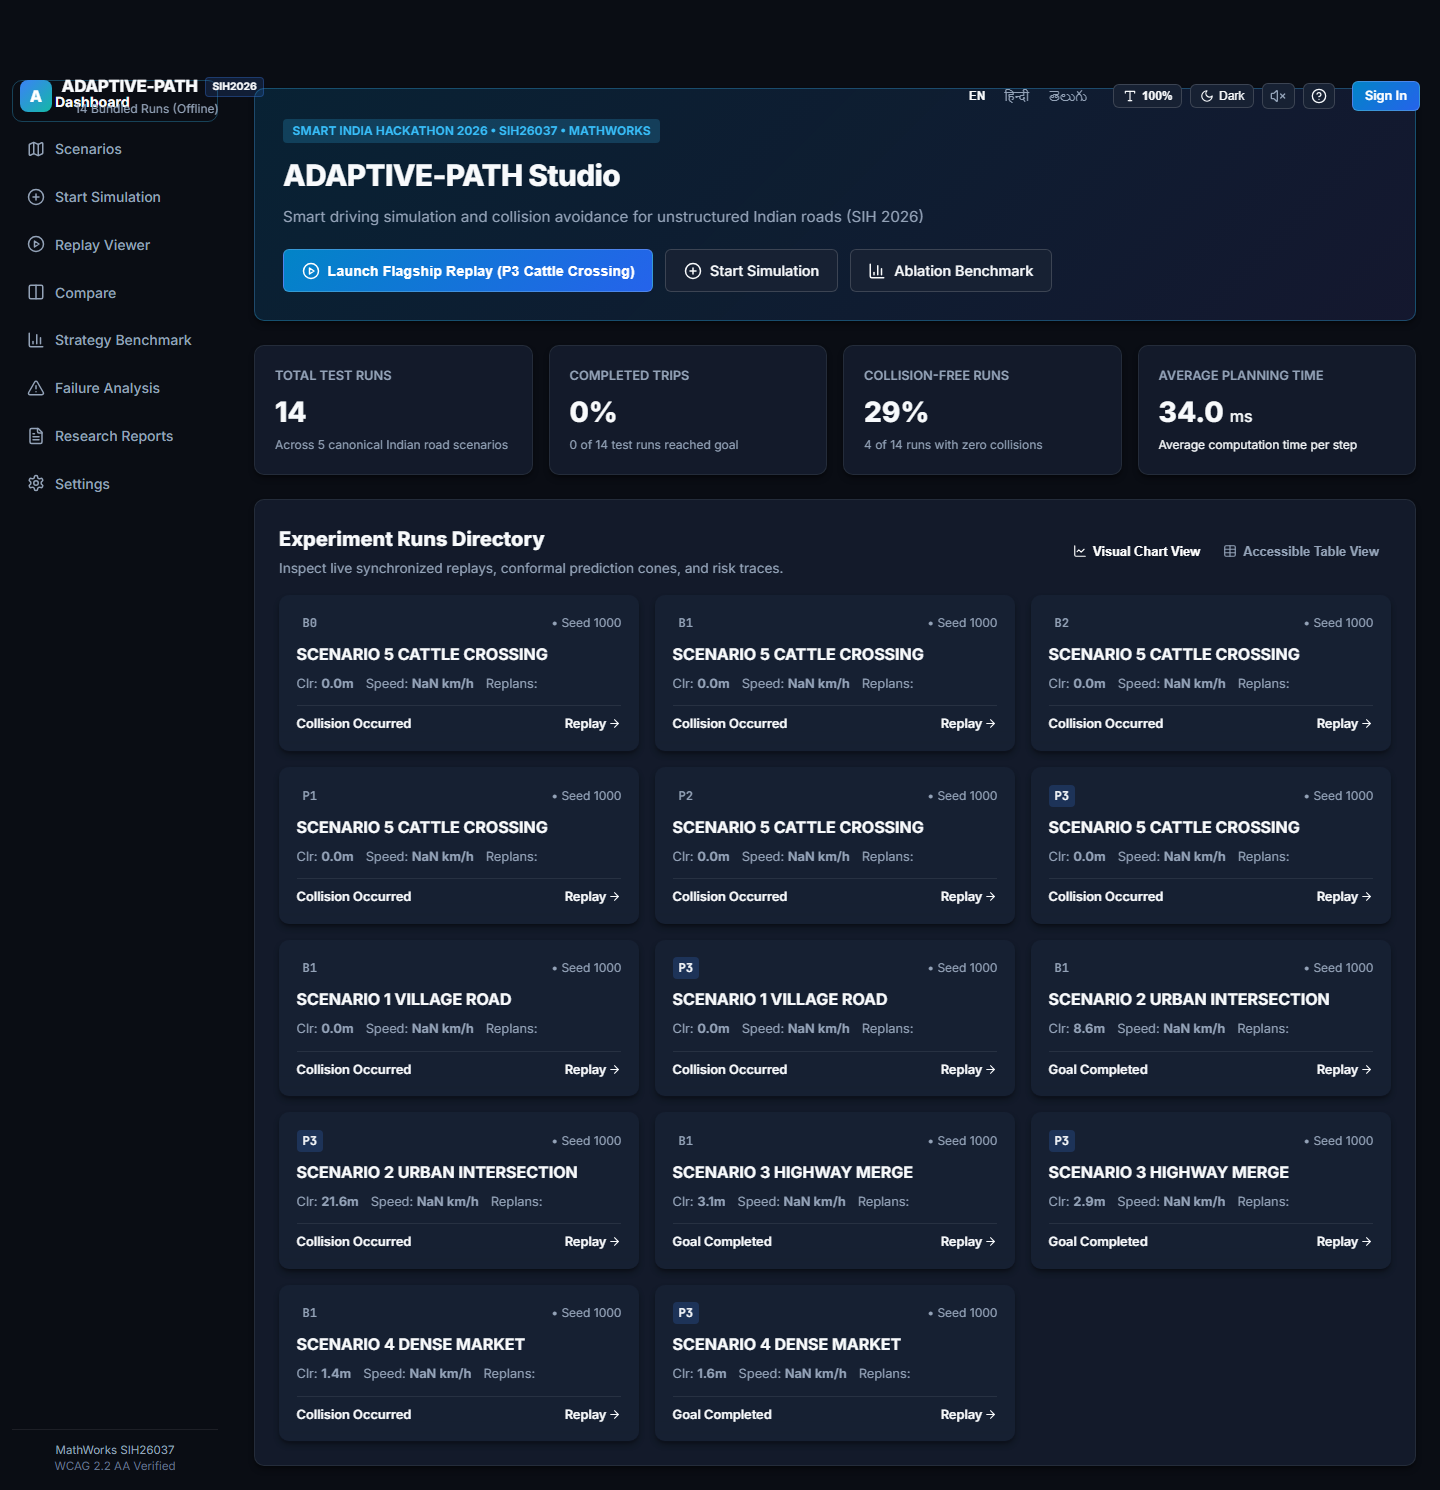 A
ADAPTIVE-PATH
SIH2026
Dashboard
14 Bundled Runs (Offline)
EN
हिन्दी
తెలుగు
100%
Dark
Sign In
Scenarios
Start Simulation
Replay Viewer
Compare
Strategy Benchmark
Failure Analysis
Research Reports
Settings
SMART INDIA HACKATHON 2026 • SIH26037 • MATHWORKS
ADAPTIVE-PATH Studio
Smart driving simulation and collision avoidance for unstructured Indian roads (SIH 2026)
Launch Flagship Replay (P3 Cattle Crossing)
Start Simulation
Ablation Benchmark
TOTAL TEST RUNS
14
Across 5 canonical Indian road scenarios
COMPLETED TRIPS
0%
0 of 14 test runs reached goal
COLLISION-FREE RUNS
29%
4 of 14 runs with zero collisions
AVERAGE PLANNING TIME
34.0 ms
Average computation time per step
Experiment Runs Directory
Inspect live synchronized replays, conformal prediction cones, and risk traces.
Visual Chart View
Accessible Table View
B0 • Seed 1000
SCENARIO 5 CATTLE CROSSING
Clr: 0.0m Speed: NaN km/h Replans:
Collision Occurred Replay →
B1 • Seed 1000
SCENARIO 5 CATTLE CROSSING
Clr: 0.0m Speed: NaN km/h Replans:
Collision Occurred Replay →
B2 • Seed 1000
SCENARIO 5 CATTLE CROSSING
Clr: 0.0m Speed: NaN km/h Replans:
Collision Occurred Replay →
P1 • Seed 1000
SCENARIO 5 CATTLE CROSSING
Clr: 0.0m Speed: NaN km/h Replans:
Collision Occurred Replay →
P2 • Seed 1000
SCENARIO 5 CATTLE CROSSING
Clr: 0.0m Speed: NaN km/h Replans:
Collision Occurred Replay →
P3 • Seed 1000
SCENARIO 5 CATTLE CROSSING
Clr: 0.0m Speed: NaN km/h Replans:
Collision Occurred Replay →
B1 • Seed 1000
SCENARIO 1 VILLAGE ROAD
Clr: 0.0m Speed: NaN km/h Replans:
Collision Occurred Replay →
P3 • Seed 1000
SCENARIO 1 VILLAGE ROAD
Clr: 0.0m Speed: NaN km/h Replans:
Collision Occurred Replay →
B1 • Seed 1000
SCENARIO 2 URBAN INTERSECTION
Clr: 8.6m Speed: NaN km/h Replans:
Goal Completed Replay →
P3 • Seed 1000
SCENARIO 2 URBAN INTERSECTION
Clr: 21.6m Speed: NaN km/h Replans:
Collision Occurred Replay →
B1 • Seed 1000
SCENARIO 3 HIGHWAY MERGE
Clr: 3.1m Speed: NaN km/h Replans:
Goal Completed Replay →
P3 • Seed 1000
SCENARIO 3 HIGHWAY MERGE
Clr: 2.9m Speed: NaN km/h Replans:
Goal Completed Replay →
B1 • Seed 1000
SCENARIO 4 DENSE MARKET
Clr: 1.4m Speed: NaN km/h Replans:
Collision Occurred Replay →
P3 • Seed 1000
SCENARIO 4 DENSE MARKET
Clr: 1.6m Speed: NaN km/h Replans:
Goal Completed Replay →
MathWorks SIH26037
WCAG 2.2 AA Verified